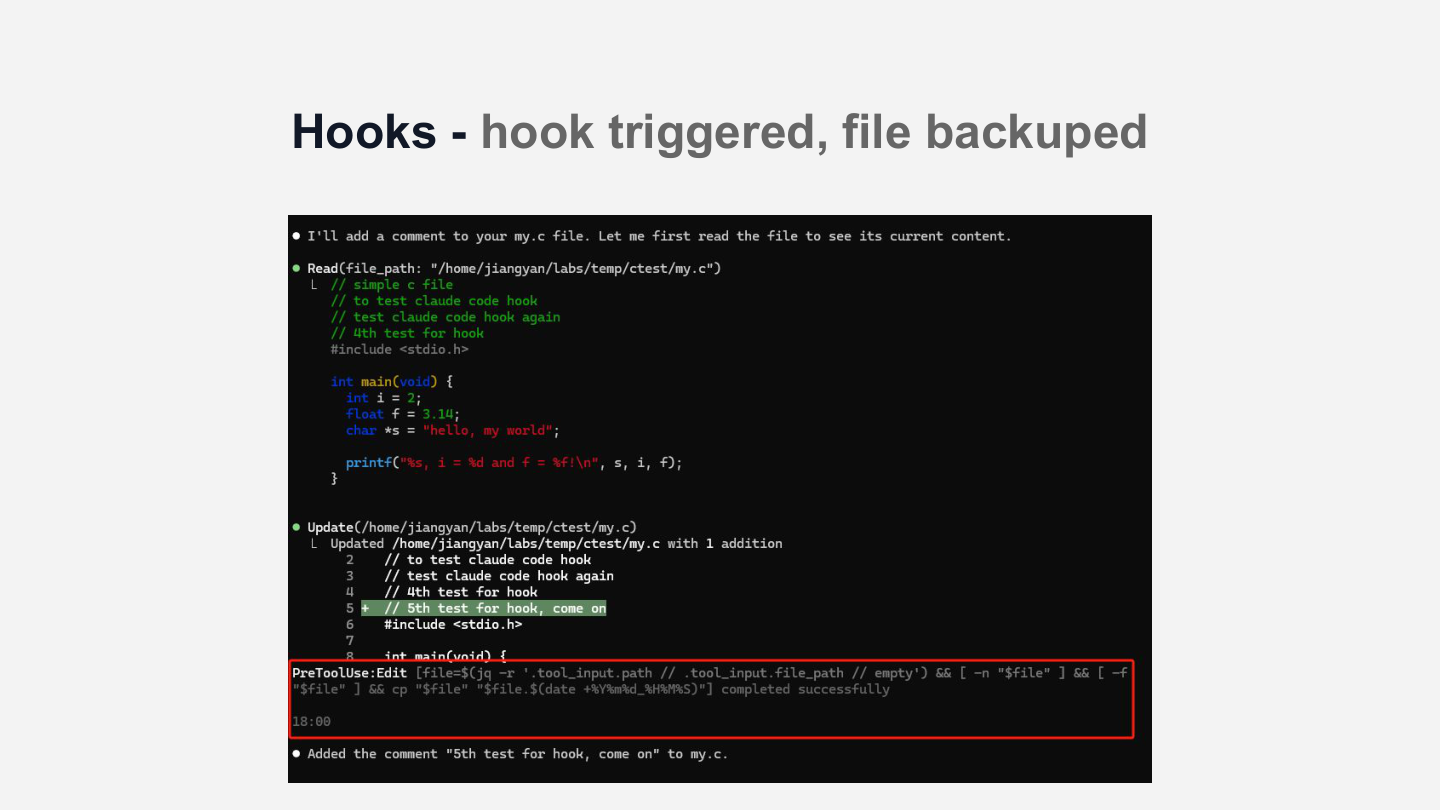 Hooks - hook triggered, file backuped
● I'll add a comment to your my.c file. Let me first read the file to see its current content.
● Read(file_path: "/home/jiangyan/labs/temp/ctest/my.c")
└ // simple c file
// to test claude code hook
// test claude code hook again
// 4th test for hook
#include <stdio.h>
int main(void) {
int i = 2;
float f = 3.14;
char *s = "hello, my world";
printf("%s, i = %d and f = %f!\n", s, i, f);
}
● Update(/home/jiangyan/labs/temp/ctest/my.c)
└ Updated /home/jiangyan/labs/temp/ctest/my.c with 1 addition
2 // to test claude code hook
3 // test claude code hook again
4 // 4th test for hook
5 + // 5th test for hook, come on
6 #include <stdio.h>
7
8 int main(void) {
PreToolUse:Edit [file=$(jq -r '.tool_input.path // .tool_input.file_path // empty') && [ -n "$file" ] && [ -f
"$file" ] && cp "$file" "$file.$(date +%Y%m%d_%H%M%S)"] completed successfully
18:00
● Added the comment "5th test for hook, come on" to my.c.